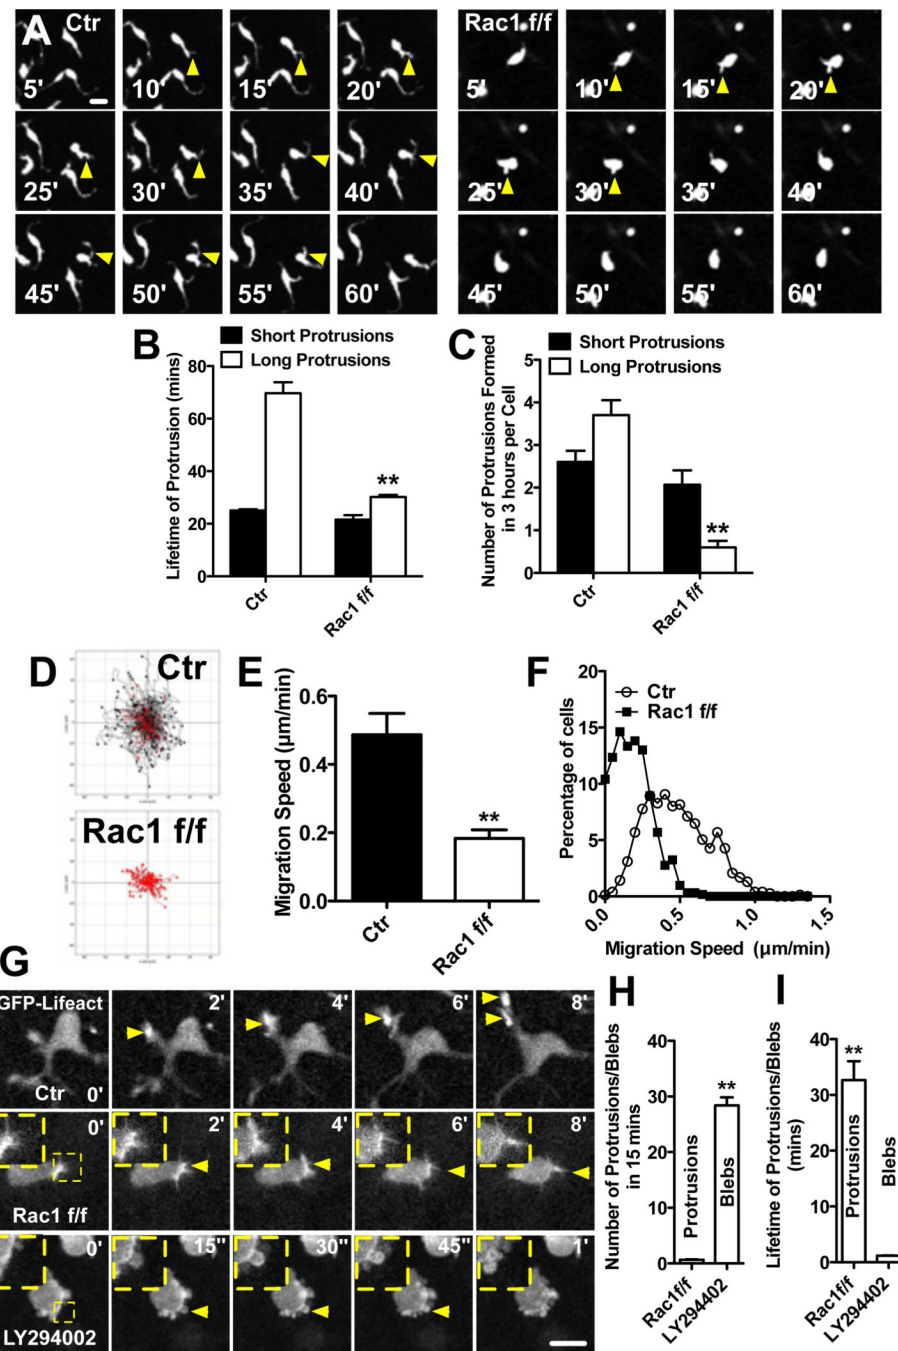 A
Ctr
5'
10'
15'
20'
25'
30'
35'
40'
45'
50'
55'
60'
Rac1 f/f
5'
10'
15'
20'
25'
30'
35'
40'
45'
50'
55'
60'
B
Short Protrusions
Long Protrusions
Lifetime of Protrusion (mins)
80
60
40
20
0
**
Ctr
Rac1 f/f
C
Short Protrusions
Long Protrusions
Number of Protrusions Formed
in 3 hours per Cell
5
4
3
2
1
0
**
Ctr
Rac1 f/f
D
Ctr
Rac1 f/f
E
Migration Speed (µm/min)
0.6
0.4
0.2
0.0
**
Ctr
Rac1 f/f
F
Percentage of cells
20
15
10
5
0
Ctr
Rac1 f/f
0.0
0.5
1.0
1.5
Migration Speed (µm/min)
G
GFP-Lifeact
Ctr
0'
2'
4'
6'
8'
0'
Rac1 f/f
2'
4'
6'
8'
0'
LY294002
15"
30"
45"
1'
H
Number of Protrusions/Blebs
in 15 mins
40
30
20
10
0
Protrusions
**
Blebs
Rac1f/f
LY294402
I
Lifetime of Protrusions/Blebs
(mins)
40
30
20
10
0
**
Protrusions
Blebs
Rac1f/f
LY294402